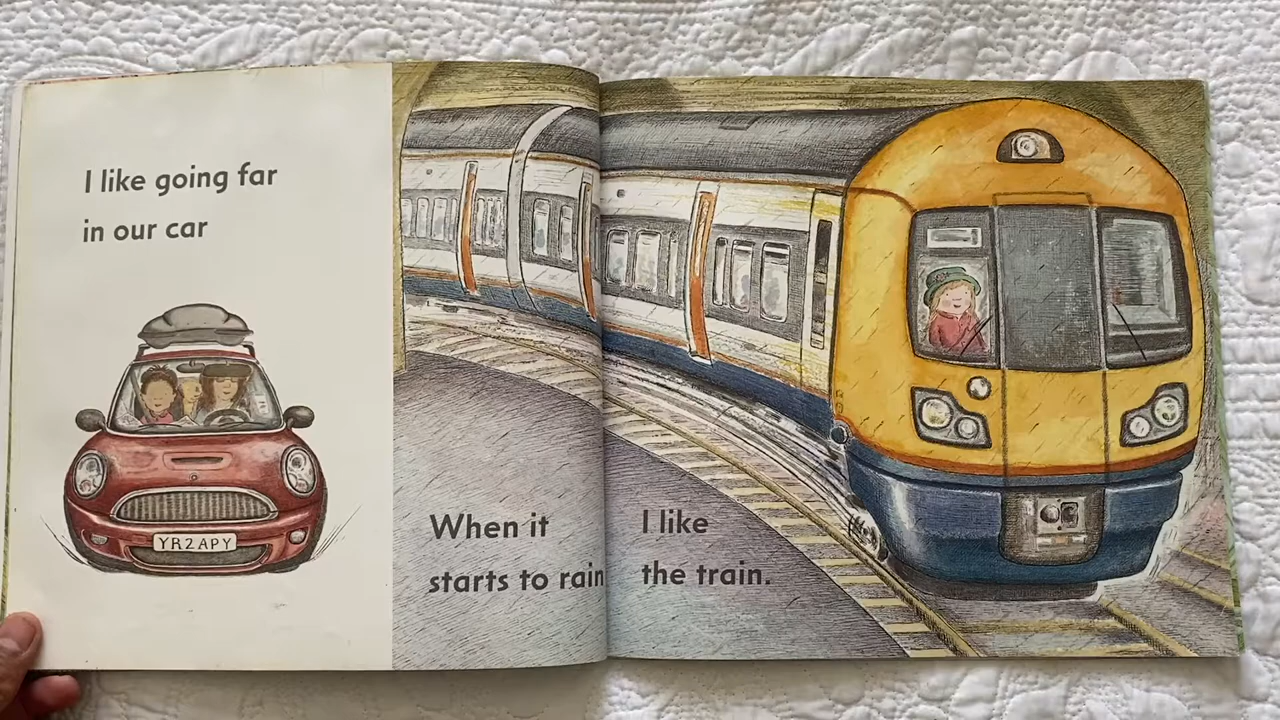 I like going far
in our car
YR2APY
When it
starts to rain
I like
the train.